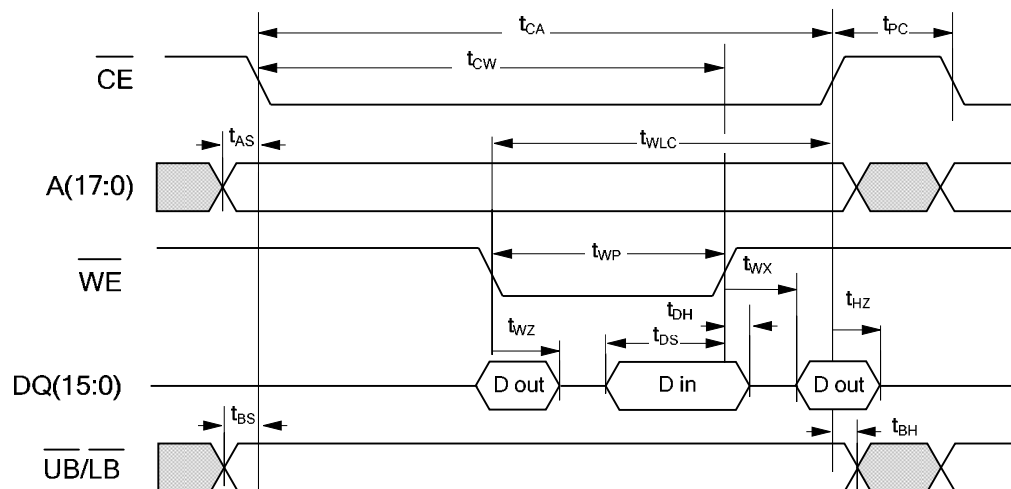 tCA
tPC
tCW
CE
tAS
tWLC
A(17:0)
tWP
WE
tWX
tDH
tHZ
tWZ
tDS
DQ(15:0)
D out
D in
D out
tBS
tBH
UB/LB